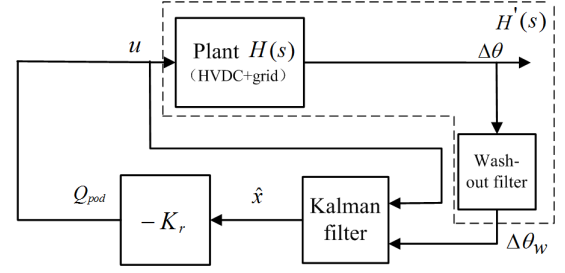 H'(s)
u
Plant H(s)
(HVDC+grid)
Δθ
Wash-
out filter
Q_pod
x̂
−K_r
Kalman
filter
Δθ_w